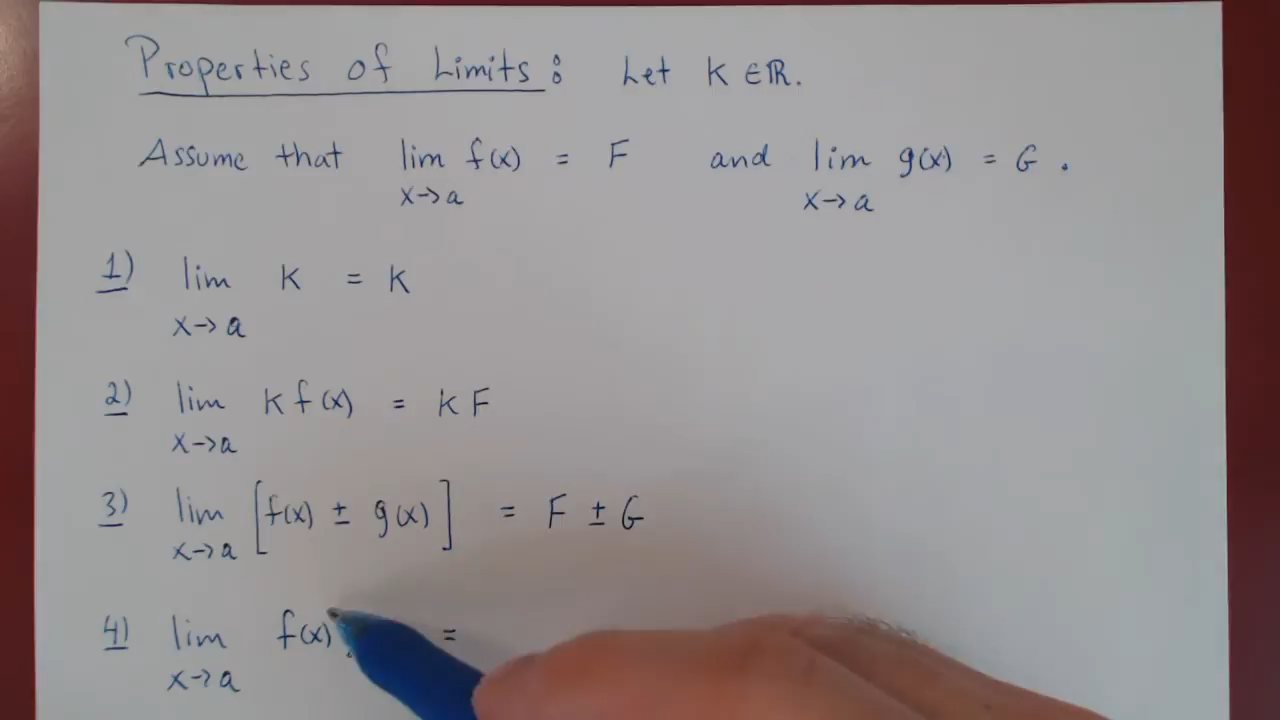 Properties of Limits: Let K ∈ ℝ.
Assume that lim f(x) = F and lim g(x) = G.
x→a x→a
1) lim K = K
x→a
2) lim K f(x) = K F
x→a
3) lim [f(x) ± g(x)] = F ± G
x→a
4) lim f(x) =
x→a